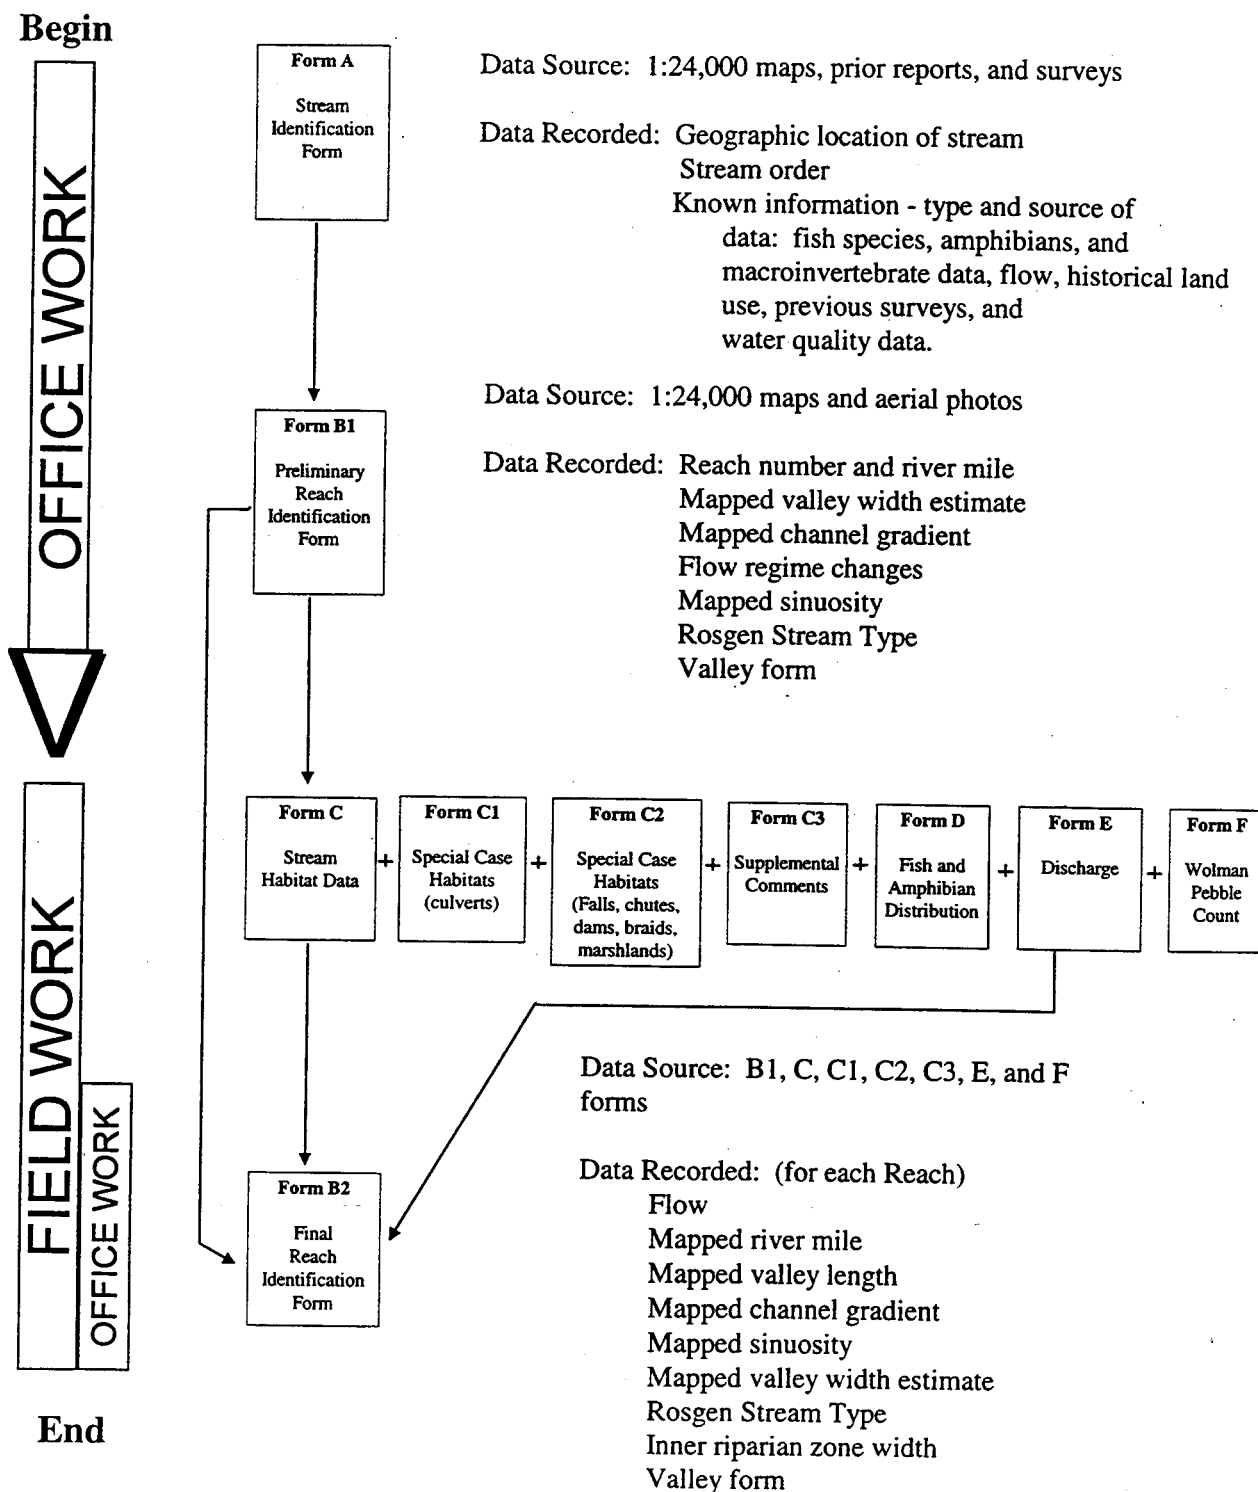 Begin
OFFICE WORK
Form A
Stream
Identification
Form
Data Source: 1:24,000 maps, prior reports, and surveys
Data Recorded: Geographic location of stream
Stream order
Known information - type and source of
data: fish species, amphibians, and
macroinvertebrate data, flow, historical land
use, previous surveys, and
water quality data.
Form B1
Preliminary
Reach
Identification
Form
Data Source: 1:24,000 maps and aerial photos
Data Recorded: Reach number and river mile
Mapped valley width estimate
Mapped channel gradient
Flow regime changes
Mapped sinuosity
Rosgen Stream Type
Valley form
FIELD WORK
OFFICE WORK
Form C
Stream
Habitat Data
+
Form C1
Special Case
Habitats
(culverts)
+
Form C2
Special Case
Habitats
(Falls, chutes,
dams, braids,
marshlands)
+
Form C3
Supplemental
Comments
+
Form D
Fish and
Amphibian
Distribution
+
Form E
Discharge
+
Form F
Wolman
Pebble
Count
Form B2
Final
Reach
Identification
Form
Data Source: B1, C, C1, C2, C3, E, and F
forms
Data Recorded: (for each Reach)
Flow
Mapped river mile
Mapped valley length
Mapped channel gradient
Mapped sinuosity
Mapped valley width estimate
Rosgen Stream Type
Inner riparian zone width
Valley form
End